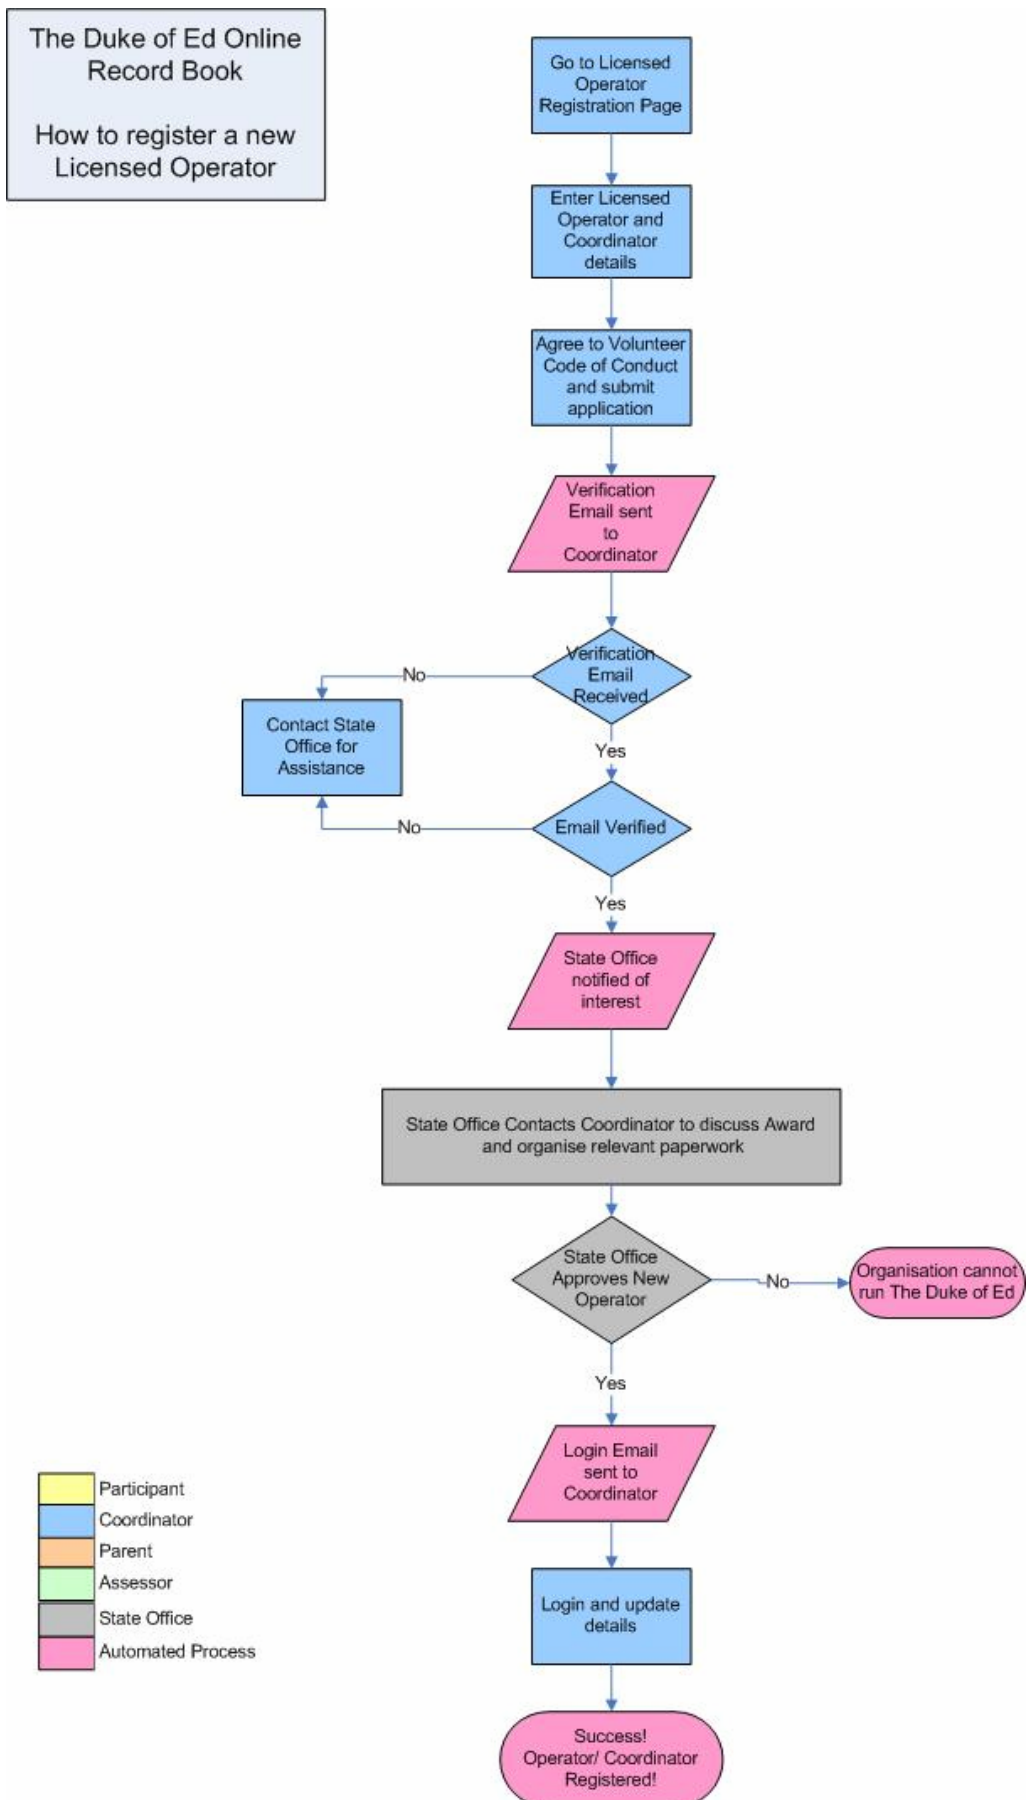 The Duke of Ed Online
Record Book
How to register a new
Licensed Operator
Go to Licensed
Operator
Registration Page
Enter Licensed
Operator and
Coordinator
details
Agree to Volunteer
Code of Conduct
and submit
application
Verification
Email sent
to
Coordinator
Verification
Email
Received
No
Contact State
Office for
Assistance
Yes
Email Verified
No
Yes
State Office
notified of
interest
State Office Contacts Coordinator to discuss Award
and organise relevant paperwork
State Office
Approves New
Operator
No
Organisation cannot
run The Duke of Ed
Yes
Login Email
sent to
Coordinator
Login and update
details
Success!
Operator/ Coordinator
Registered!
Participant
Coordinator
Parent
Assessor
State Office
Automated Process